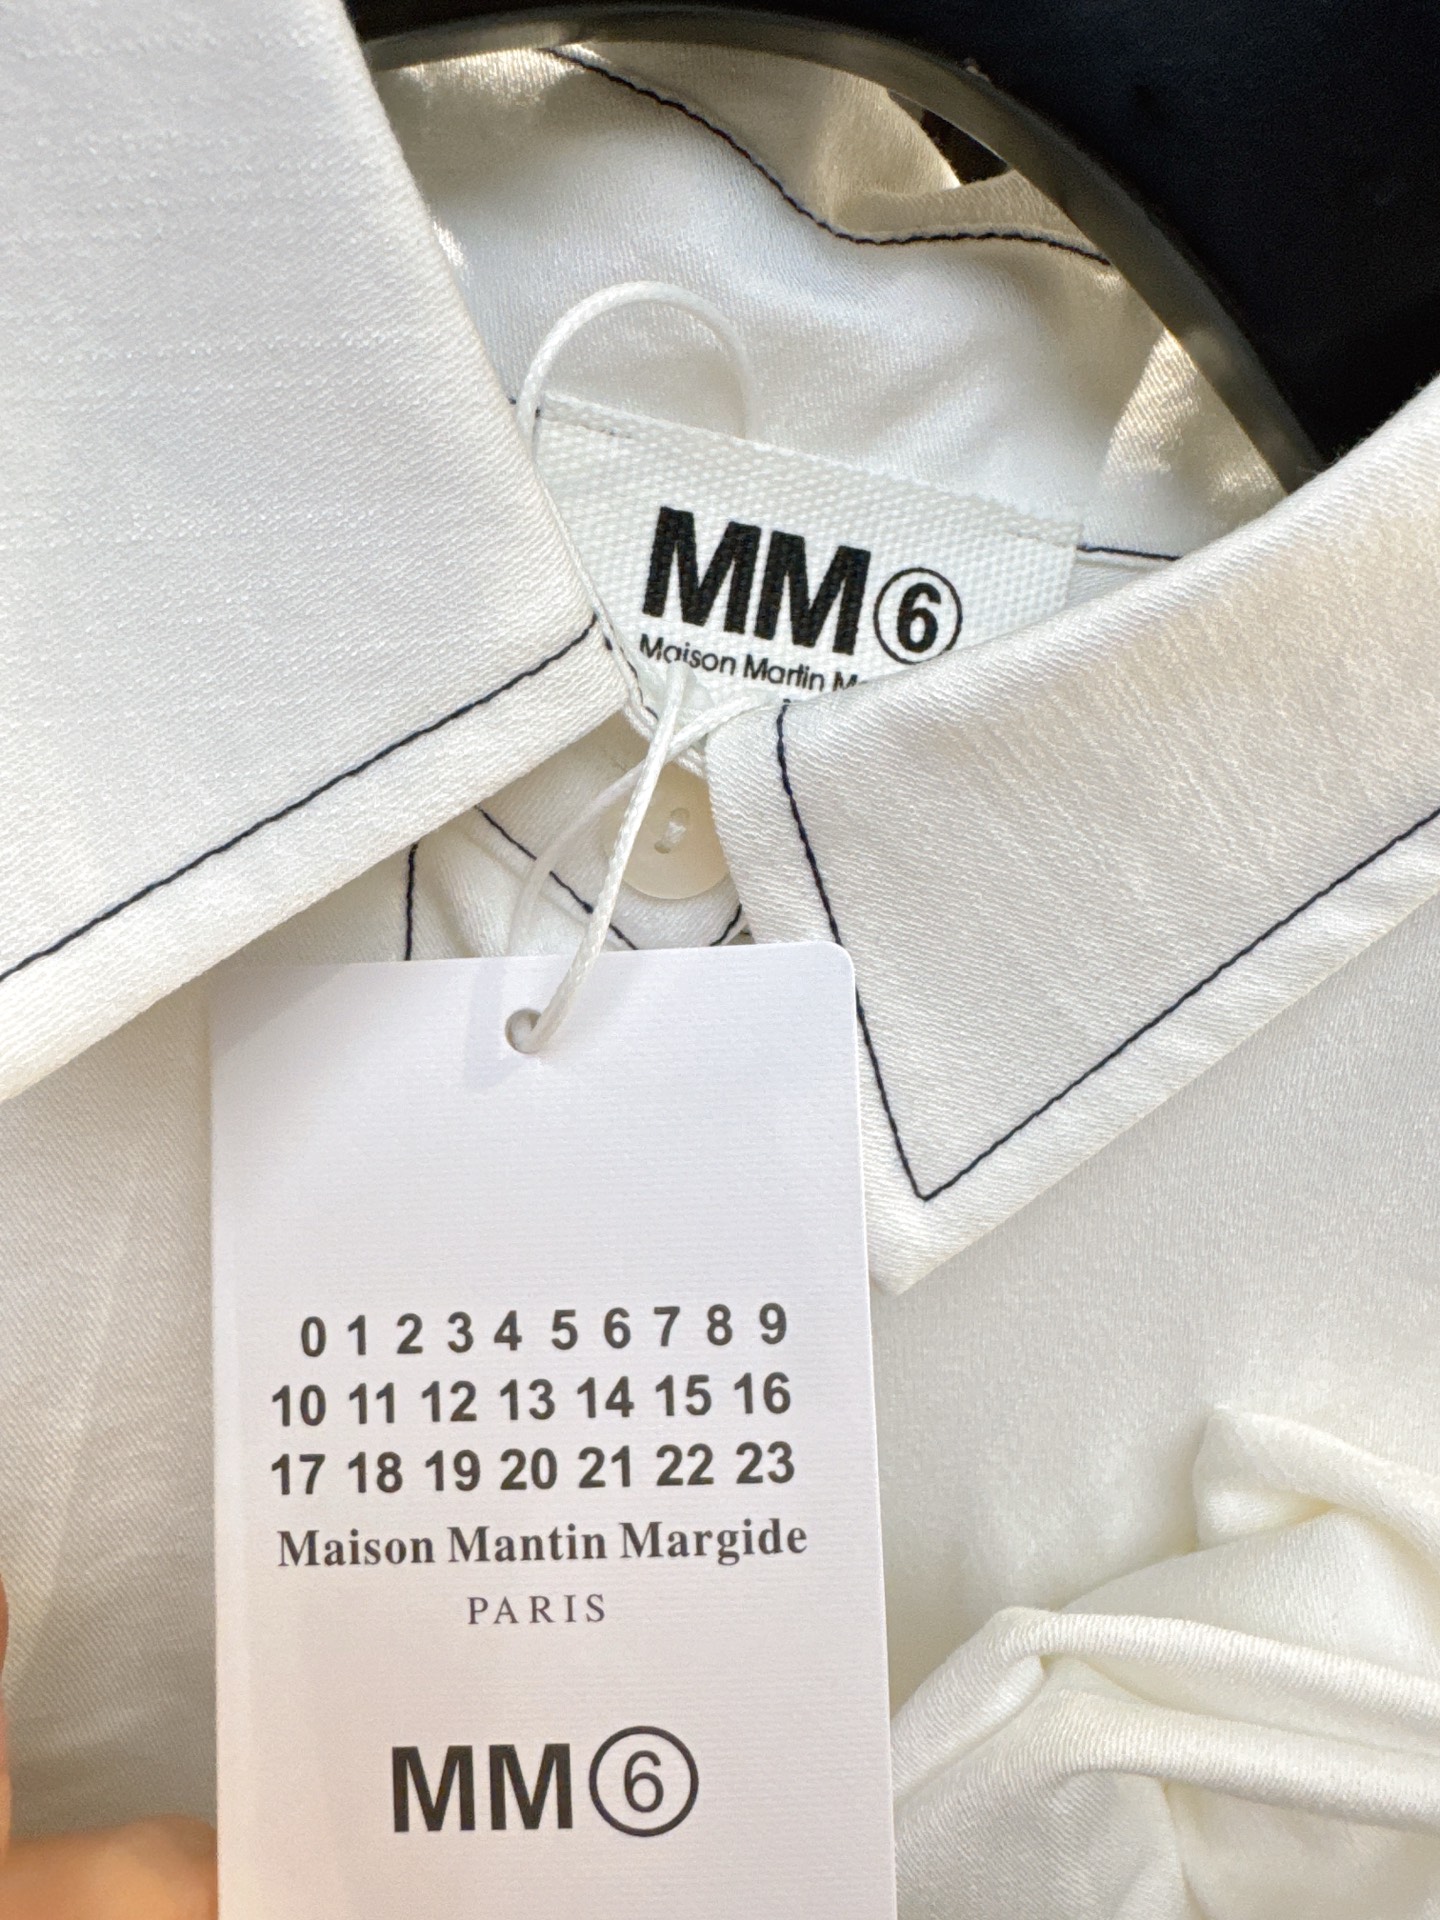 MM⑥
Maison Martin
0 1 2 3 4 5 6 7 8 9
10 11 12 13 14 15 16
17 18 19 20 21 22 23
Maison Mantin Margide
PARIS
MM⑥